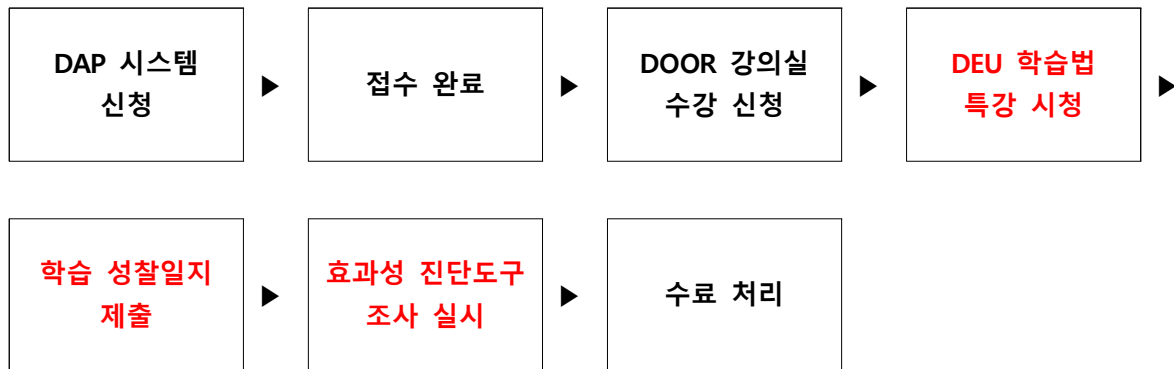 DAP 시스템
신청
▶
접수 완료
▶
DOOR 강의실
수강 신청
▶
DEU 학습법
특강 시청
▶
학습 성찰일지
제출
▶
효과성 진단도구
조사 실시
▶
수료 처리